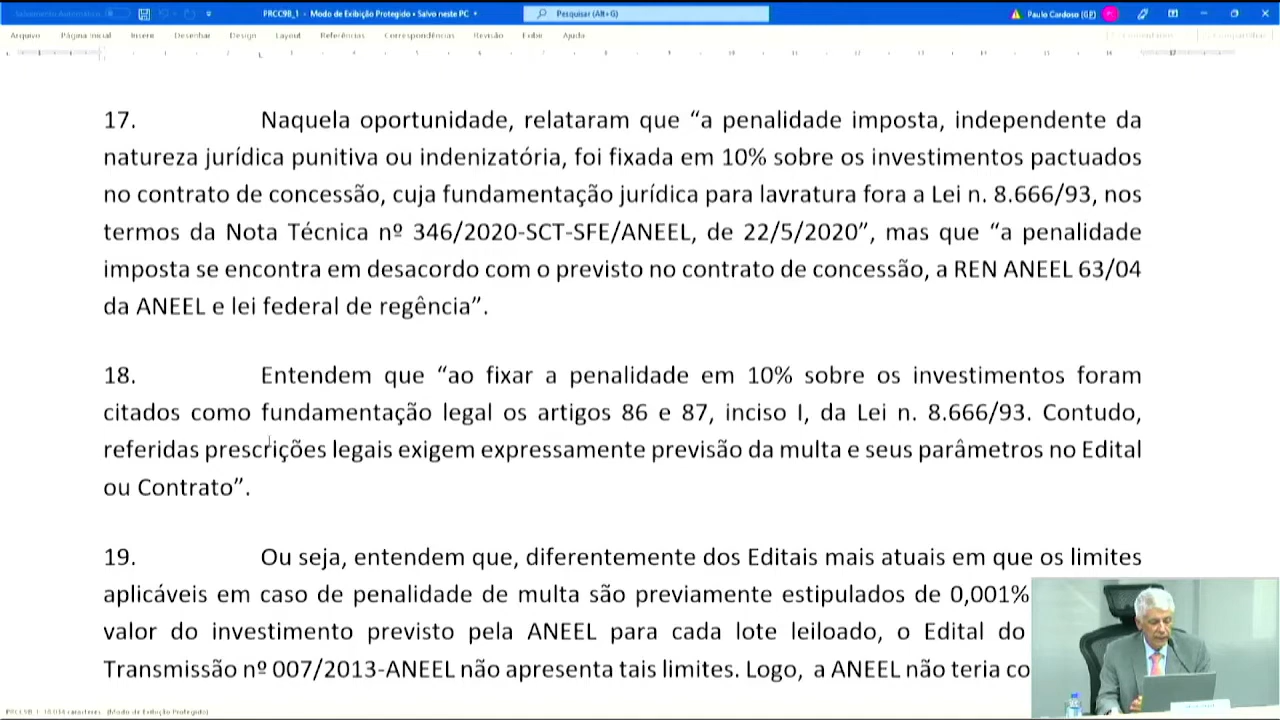 PRCC9B_1 - Modo de Exibição Protegido • Salvo neste PC
Pesquisar (Alt+G)
Paulo Cardoso (GP)
Arquivo Página Inicial Inserir Desenhar Design Layout Referências Correspondências Revisão Exibir Ajuda
17. Naquela oportunidade, relataram que “a penalidade imposta, independente da
natureza jurídica punitiva ou indenizatória, foi fixada em 10% sobre os investimentos pactuados
no contrato de concessão, cuja fundamentação jurídica para lavratura fora a Lei n. 8.666/93, nos
termos da Nota Técnica nº 346/2020-SCT-SFE/ANEEL, de 22/5/2020”, mas que “a penalidade
imposta se encontra em desacordo com o previsto no contrato de concessão, a REN ANEEL 63/04
da ANEEL e lei federal de regência”.
18. Entendem que “ao fixar a penalidade em 10% sobre os investimentos foram
citados como fundamentação legal os artigos 86 e 87, inciso I, da Lei n. 8.666/93. Contudo,
referidas prescrições legais exigem expressamente previsão da multa e seus parâmetros no Edital
ou Contrato”.
19. Ou seja, entendem que, diferentemente dos Editais mais atuais em que os limites
aplicáveis em caso de penalidade de multa são previamente estipulados de 0,001%
valor do investimento previsto pela ANEEL para cada lote leiloado, o Edital do
Transmissão nº 007/2013-ANEEL não apresenta tais limites. Logo, a ANEEL não teria co